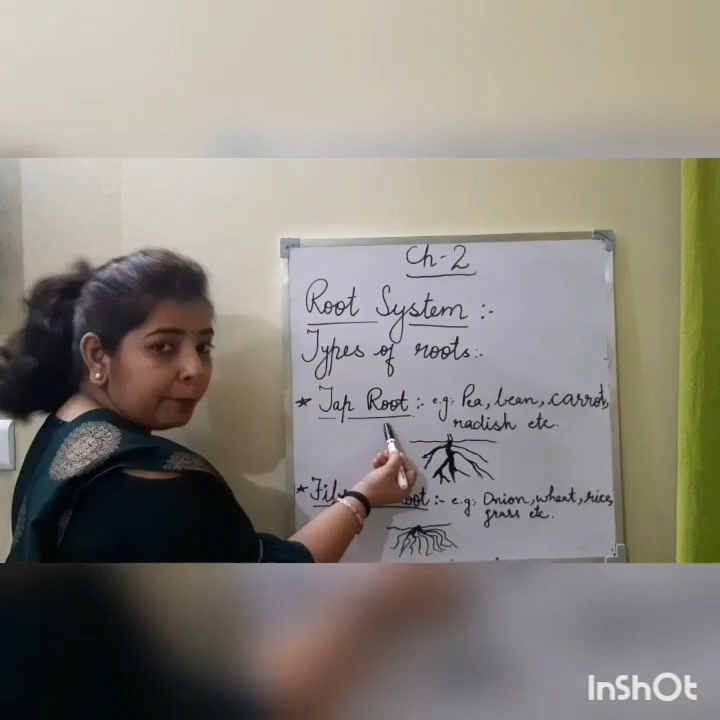 Ch-2
Root System :-
Types of roots:-
* Tap Root :- e.g: Pea, bean, carrot,
radish etc.
* oot :- e.g: Onion, wheat, rice,
grass etc.
InShOt